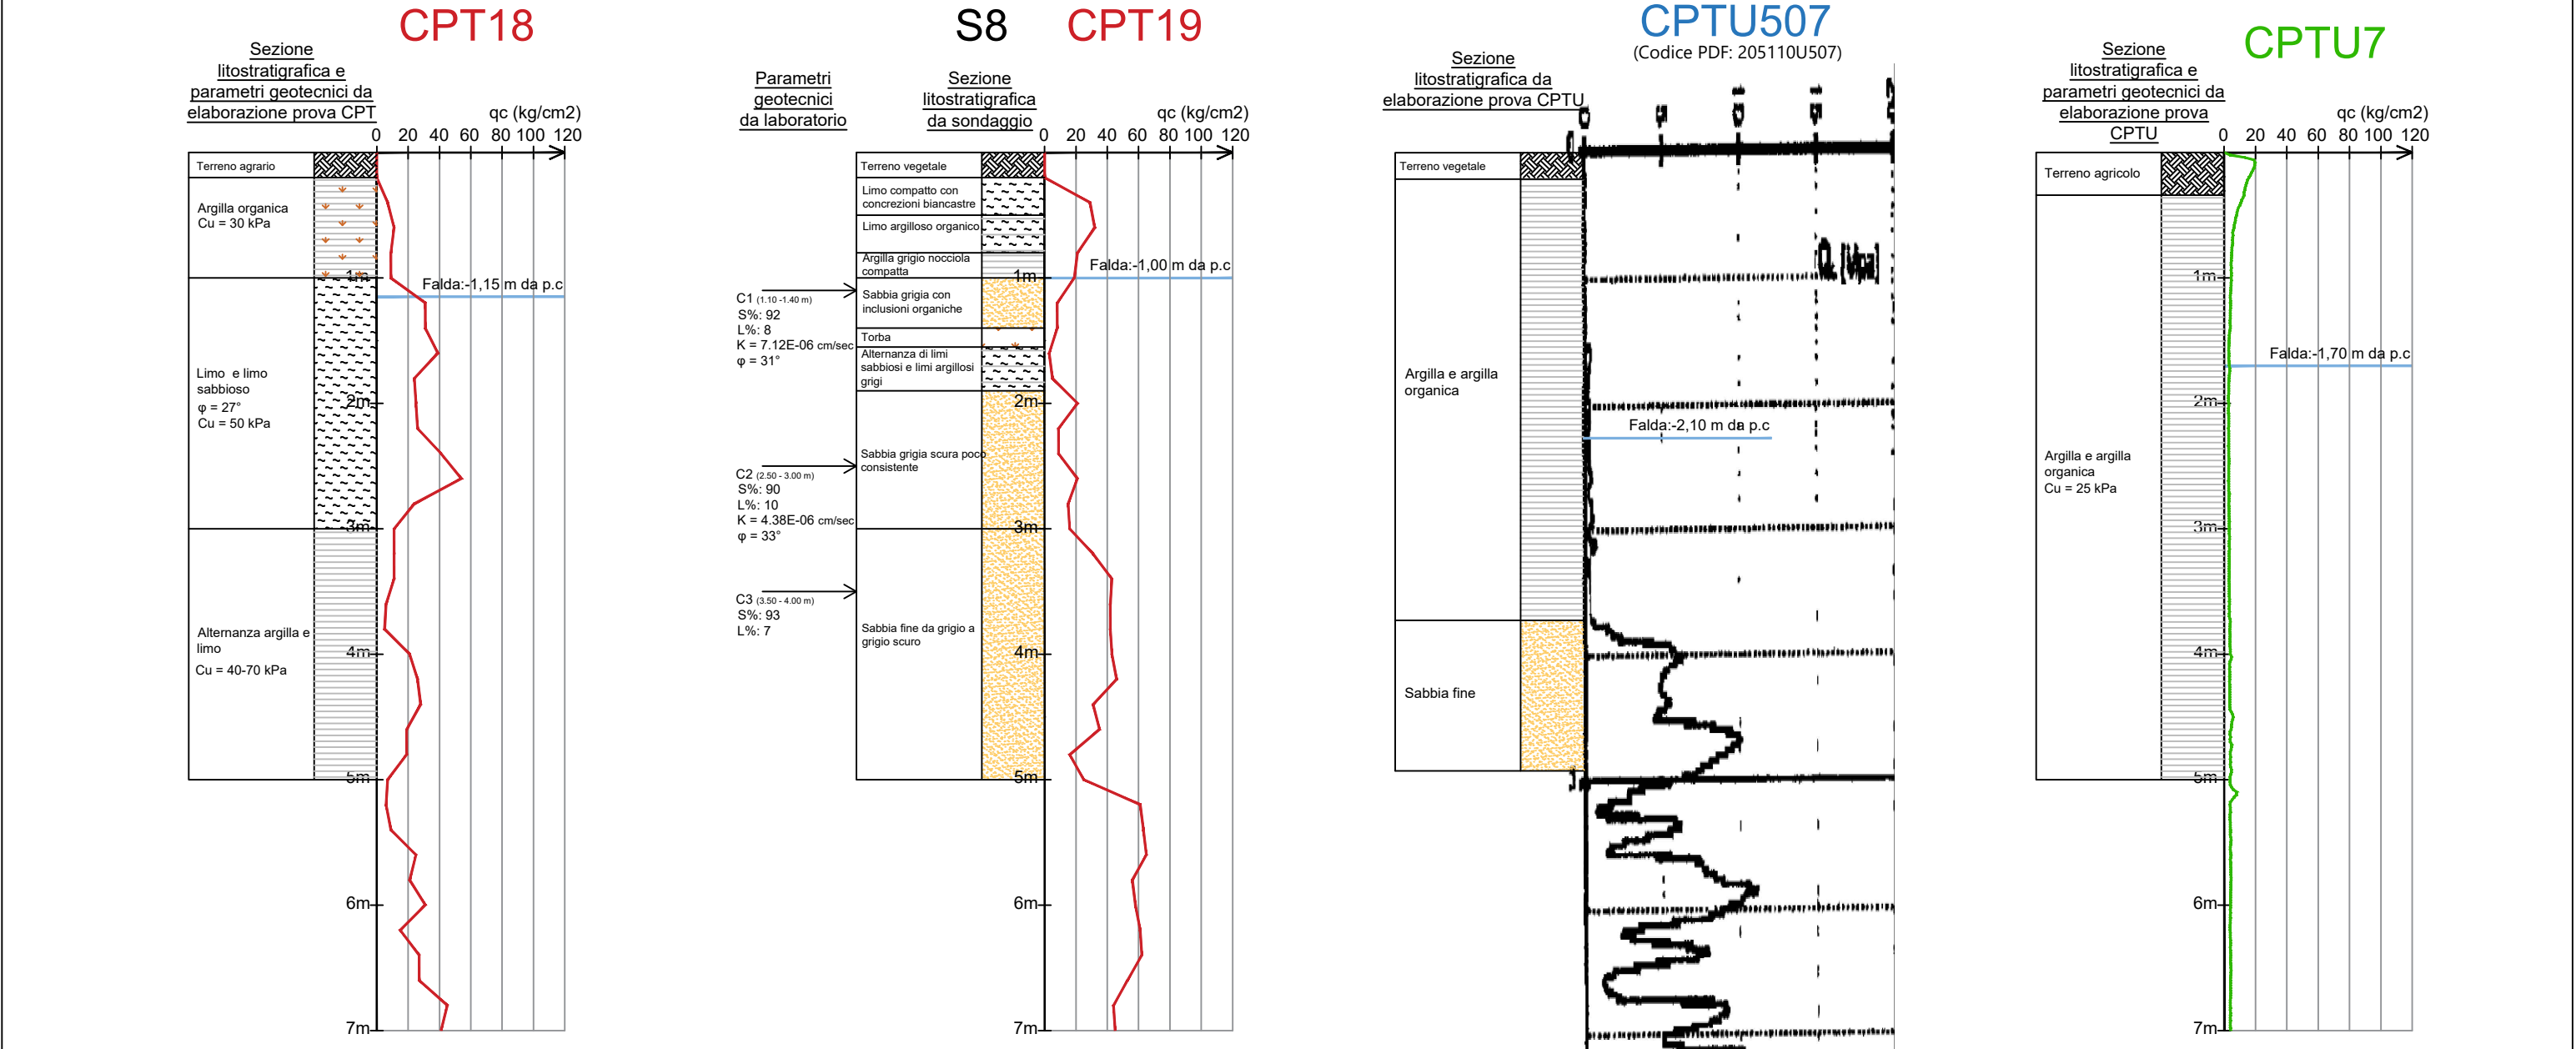 CPT18
Sezione
litostratigrafica e
parametri geotecnici da
elaborazione prova CPT
qc (kg/cm2)
0 20 40 60 80 100 120
Terreno agrario
Argilla organica
Cu = 30 kPa
1m
Falda:-1,15 m da p.c
Limo e limo
sabbioso
φ = 27°
Cu = 50 kPa
2m
3m
Alternanza argilla e
limo
Cu = 40-70 kPa
4m
5m
6m
7m
S8 CPT19
Parametri
geotecnici
da laboratorio
Sezione
litostratigrafica
da sondaggio
qc (kg/cm2)
0 20 40 60 80 100 120
Terreno vegetale
Limo compatto con
concrezioni biancastre
Limo argilloso organico
Argilla grigio nocciola
compatta
1m
Falda:-1,00 m da p.c
C1 (1.10 -1.40 m)
S%: 92
L%: 8
K = 7.12E-06 cm/sec
φ = 31°
Sabbia grigia con
inclusioni organiche
Torba
Alternanza di limi
sabbiosi e limi argillosi
grigi
2m
C2 (2.50 - 3.00 m)
S%: 90
L%: 10
K = 4.38E-06 cm/sec
φ = 33°
Sabbia grigia scura poco
consistente
3m
C3 (3.50 - 4.00 m)
S%: 93
L%: 7
Sabbia fine da grigio a
grigio scuro
4m
5m
6m
7m
CPTU507
(Codice PDF: 205110U507)
Sezione
litostratigrafica da
elaborazione prova CPTU
Terreno vegetale
Argilla e argilla
organica
Falda:-2,10 m da p.c
Sabbia fine
CPTU7
Sezione
litostratigrafica e
parametri geotecnici da
elaborazione prova
CPTU
qc (kg/cm2)
0 20 40 60 80 100 120
Terreno agricolo
1m
Falda:-1,70 m da p.c
2m
Argilla e argilla
organica
Cu = 25 kPa
3m
4m
5m
6m
7m